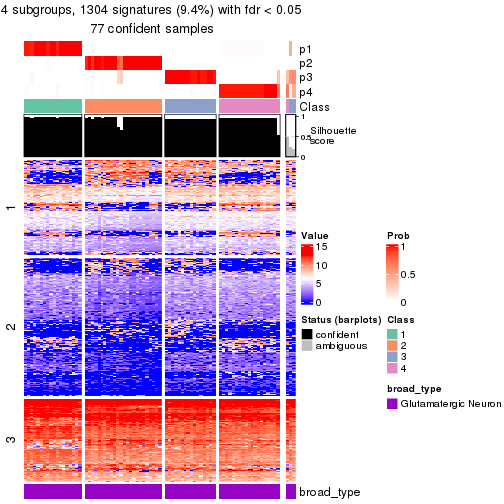 4 subgroups, 1304 signatures (9.4%) with fdr < 0.05
77 confident samples
p1
p2
p3
p4
Class
1
0.5
0
Silhouette
score
1
2
3
broad_type
Value
15
10
5
0
Prob
1
0.5
0
Status (barplots)
confident
ambiguous
Class
1
2
3
4
broad_type
Glutamatergic Neuron